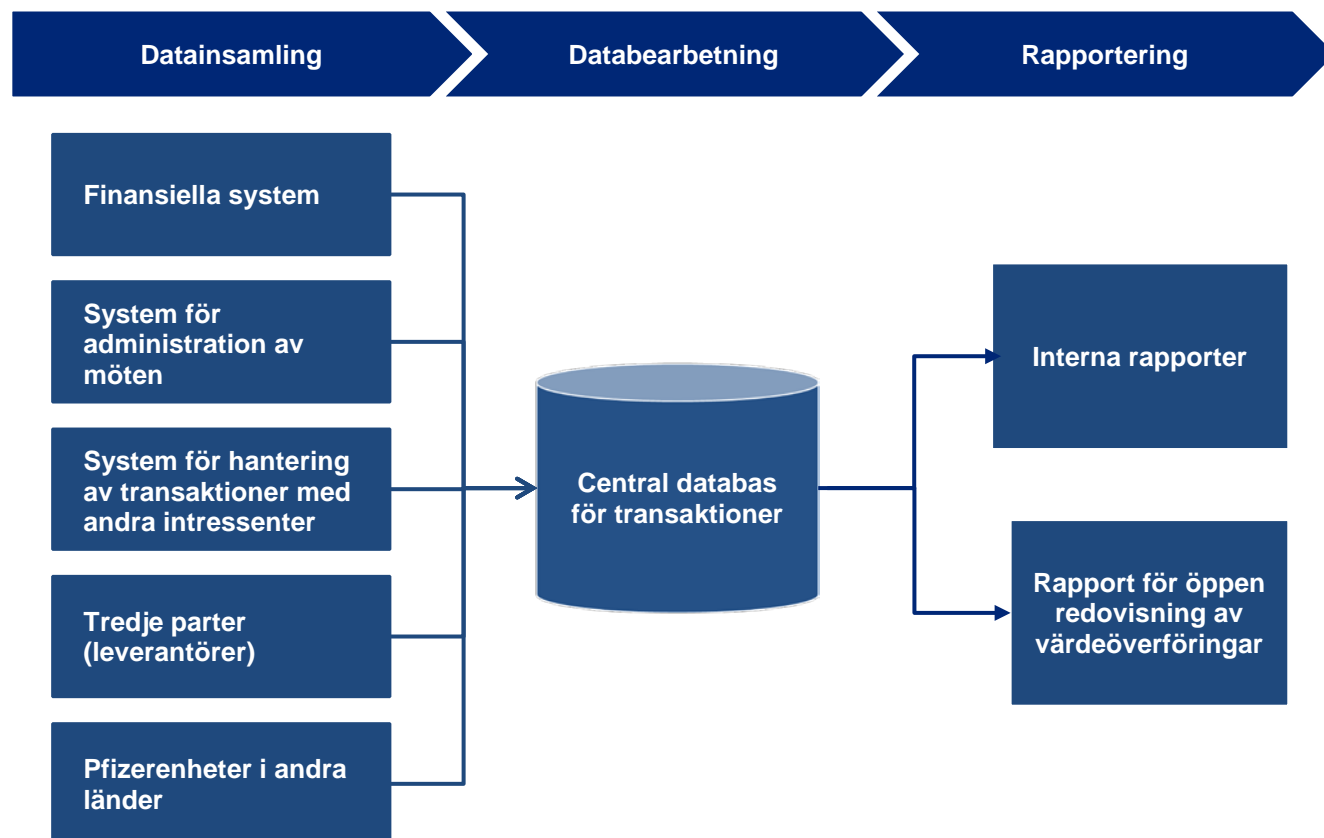 Datainsamling
Databearbetning
Rapportering
Finansiella system
System för
administration av
möten
System för hantering
av transaktioner med
andra intressenter
Tredje parter
(leverantörer)
Pfizerenheter i andra
länder
Central databas
för transaktioner
Interna rapporter
Rapport för öppen
redovisning av
värdeöverföringar